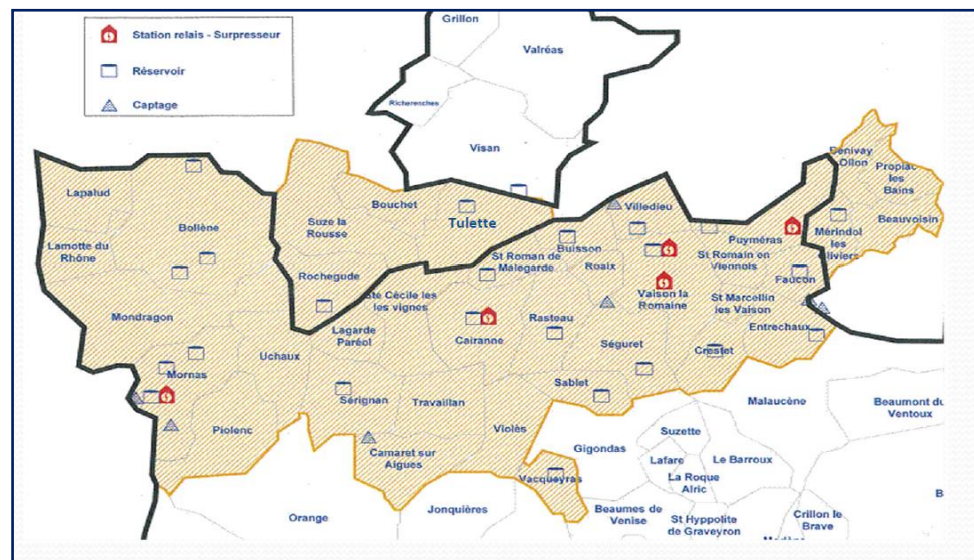 Station relais - Surpresseur
Réservoir
Captage
Grillon
Valréas
Richerenches
Visan
Lapalud
Bollène
Lamotte du
Rhône
Suze la
Rousse
Bouchet
Tulette
Rochegude
Villedieu
Buisson
St Roman de
Malegarde
Roaix
Puyméras
St Romain en
Viennois
Propiac
les
Bains
Beauvoisin
Mérindol
les
Faucon
Ste Cécile les
les vignes
Vaison la
Romaine
St Marcellin
les Vaison
Entrechaux
Mondragon
Lagarde
Paréol
Cairanne
Rasteau
Uchaux
Séguret
Crestet
Mornas
Sérignan
Travaillan
Sablet
Malaucène
Beaumont du
Ventoux
Piolenc
Violès
Gigondas
Suzette
Camaret sur
Aigues
Lafare
Le Barroux
Vacqueyras
La Roque
Alric
Orange
Jonquières
Beaumes de
Venise
St Hyppolite
de Graveyron
Crillon le
Brave
B